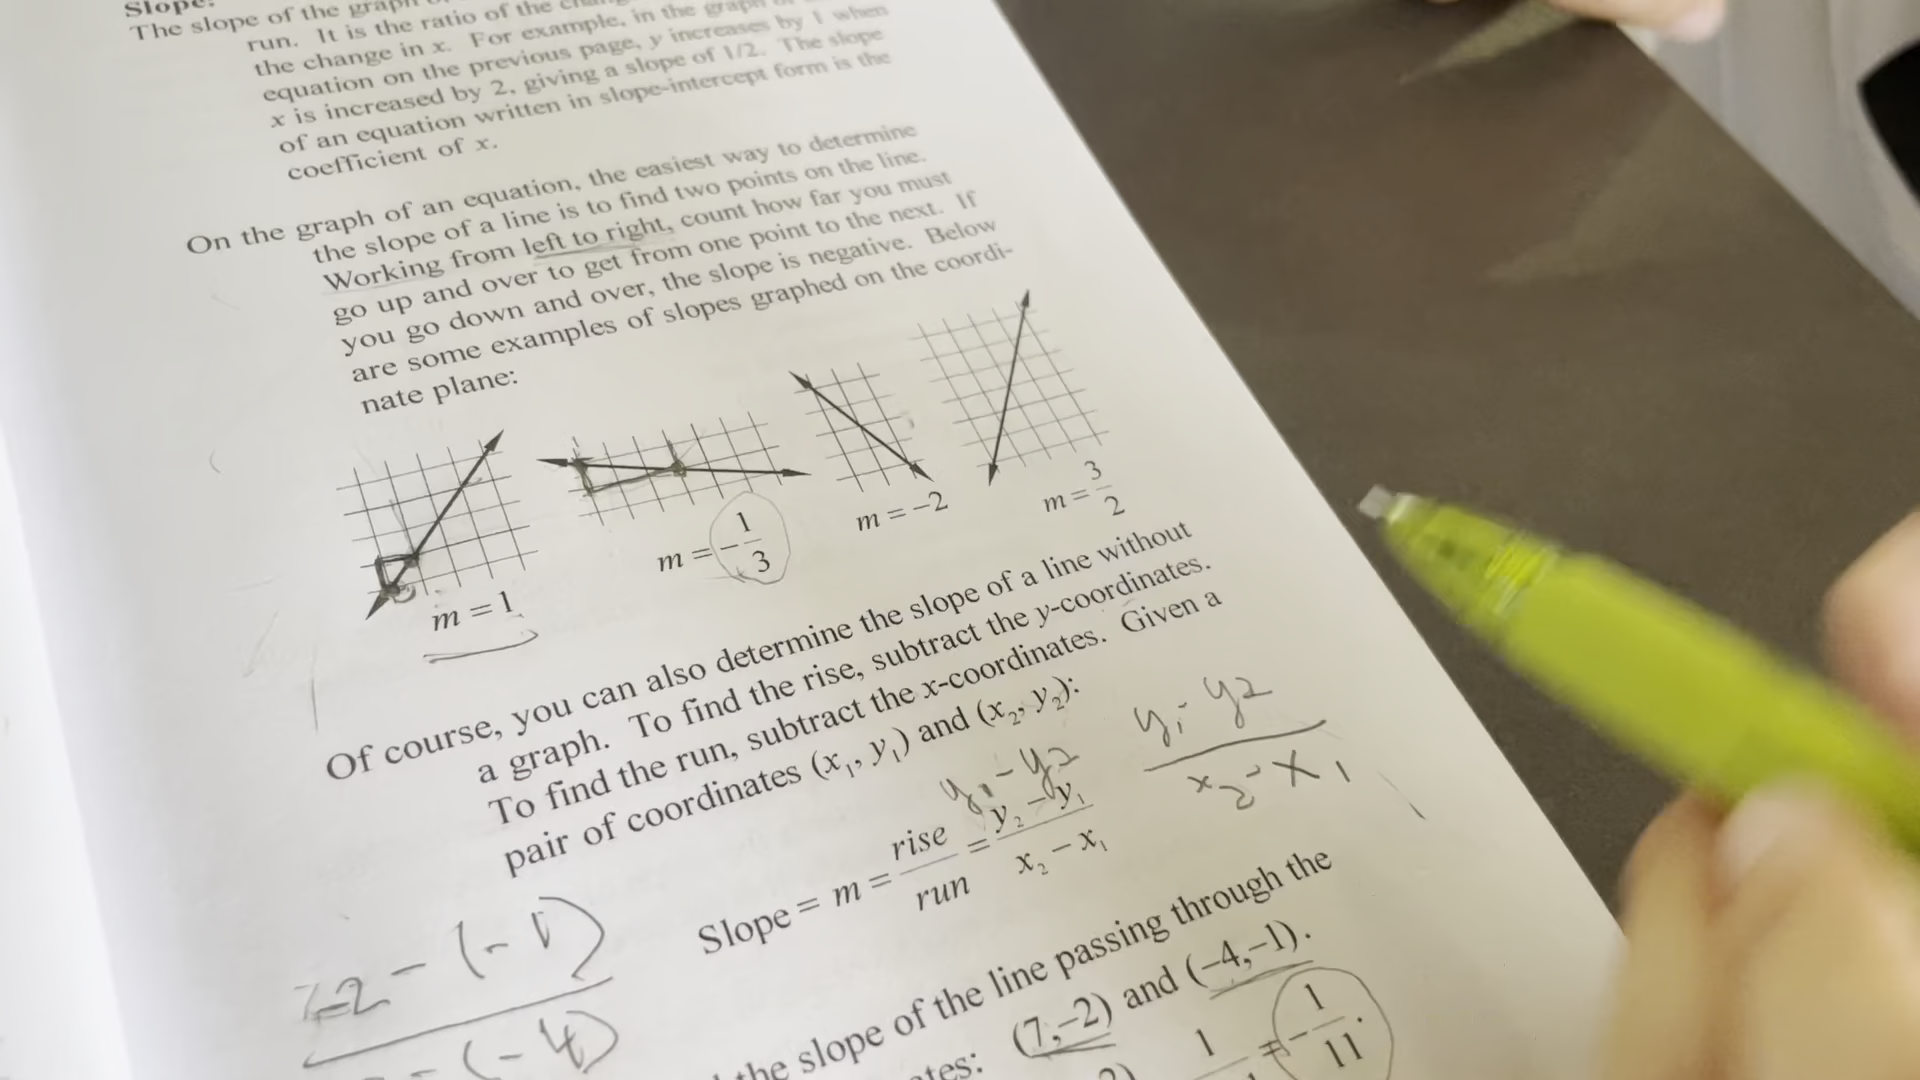 Slope:
The slope of the graph
run. It is the ratio of the
the change in x. For example, in the graph
equation on the previous page, y increases by 1 when
x is increased by 2, giving a slope of 1/2. The slope
of an equation written in slope-intercept form is the
coefficient of x.
On the graph of an equation, the easiest way to determine
the slope of a line is to find two points on the line.
Working from left to right, count how far you must
go up and over to get from one point to the next. If
you go down and over, the slope is negative. Below
are some examples of slopes graphed on the coordi-
nate plane:
m = 1
m = -1/3
m = -2
m = 3/2
Of course, you can also determine the slope of a line without
a graph. To find the rise, subtract the y-coordinates.
To find the run, subtract the x-coordinates. Given a
pair of coordinates (x₁, y₁) and (x₂, y₂):
y₁ - y₂
y₁ - y₂ / x₂ - x₁
Slope = m = rise / run = y₂ - y₁ / x₂ - x₁
-2 - (-1)
- (-4)
the slope of the line passing through the
(7,-2) and (-4,-1).
= -1/11.